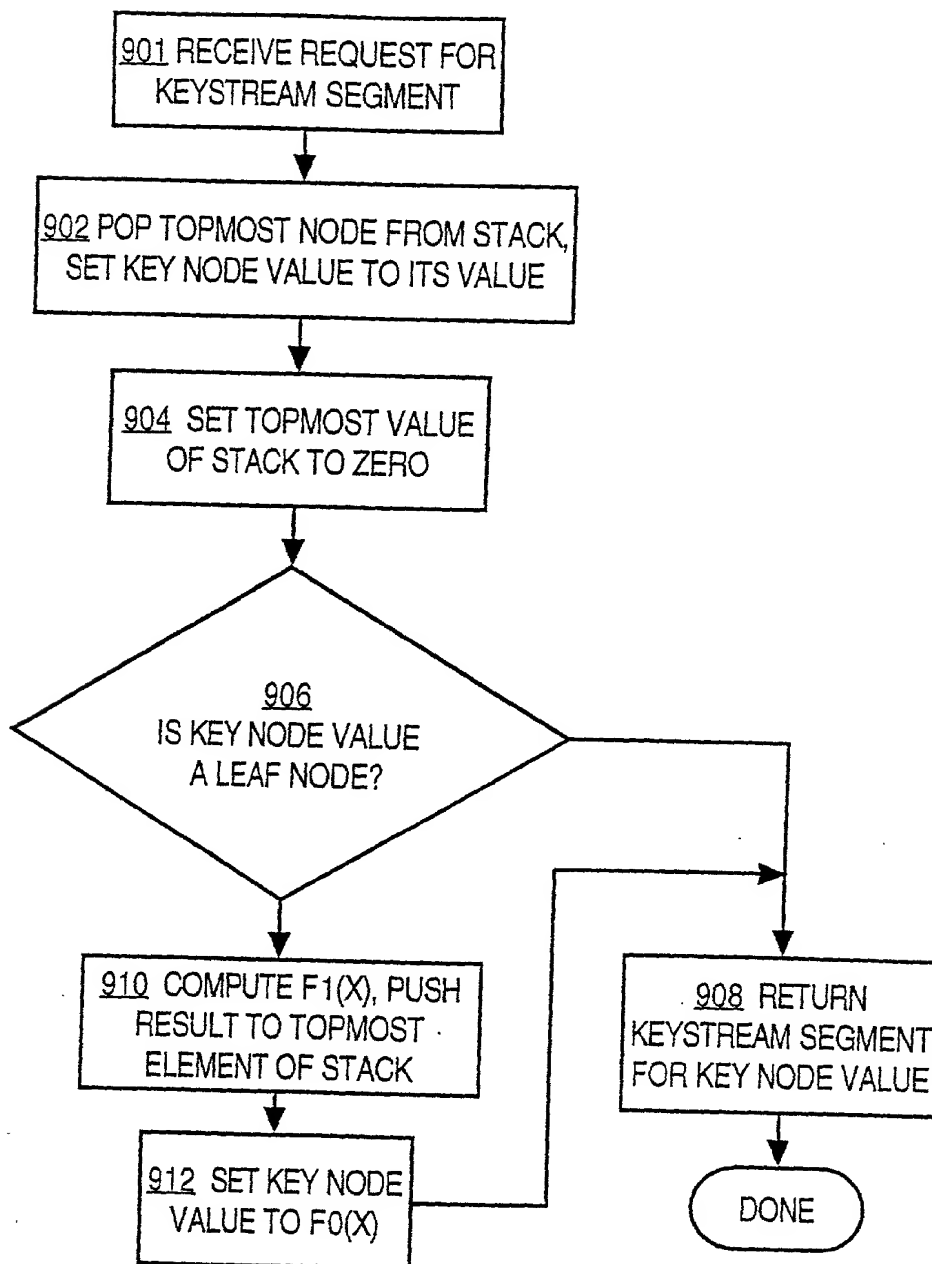 901 RECEIVE REQUEST FOR
KEYSTREAM SEGMENT
902 POP TOPMOST NODE FROM STACK,
SET KEY NODE VALUE TO ITS VALUE
904 SET TOPMOST VALUE
OF STACK TO ZERO
906
IS KEY NODE VALUE
A LEAF NODE?
910 COMPUTE F1(X), PUSH
RESULT TO TOPMOST
ELEMENT OF STACK
912 SET KEY NODE
VALUE TO F0(X)
908 RETURN
KEYSTREAM SEGMENT
FOR KEY NODE VALUE
DONE